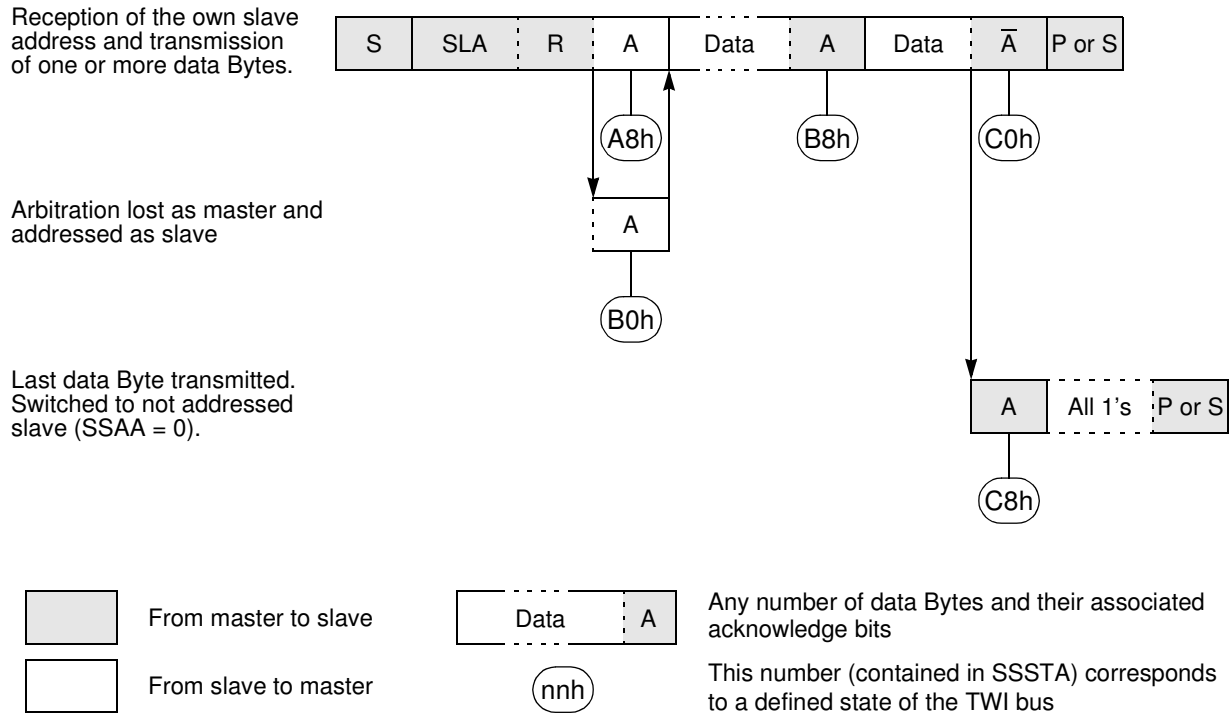 Reception of the own slave
address and transmission
of one or more data Bytes.
S SLA R A Data A Data A̅ P or S
A8h B8h C0h
Arbitration lost as master and
addressed as slave
A
B0h
Last data Byte transmitted.
Switched to not addressed
slave (SSAA = 0).
A All 1's P or S
C8h
From master to slave
Data A
Any number of data Bytes and their associated
acknowledge bits
From slave to master
nnh
This number (contained in SSSTA) corresponds
to a defined state of the TWI bus